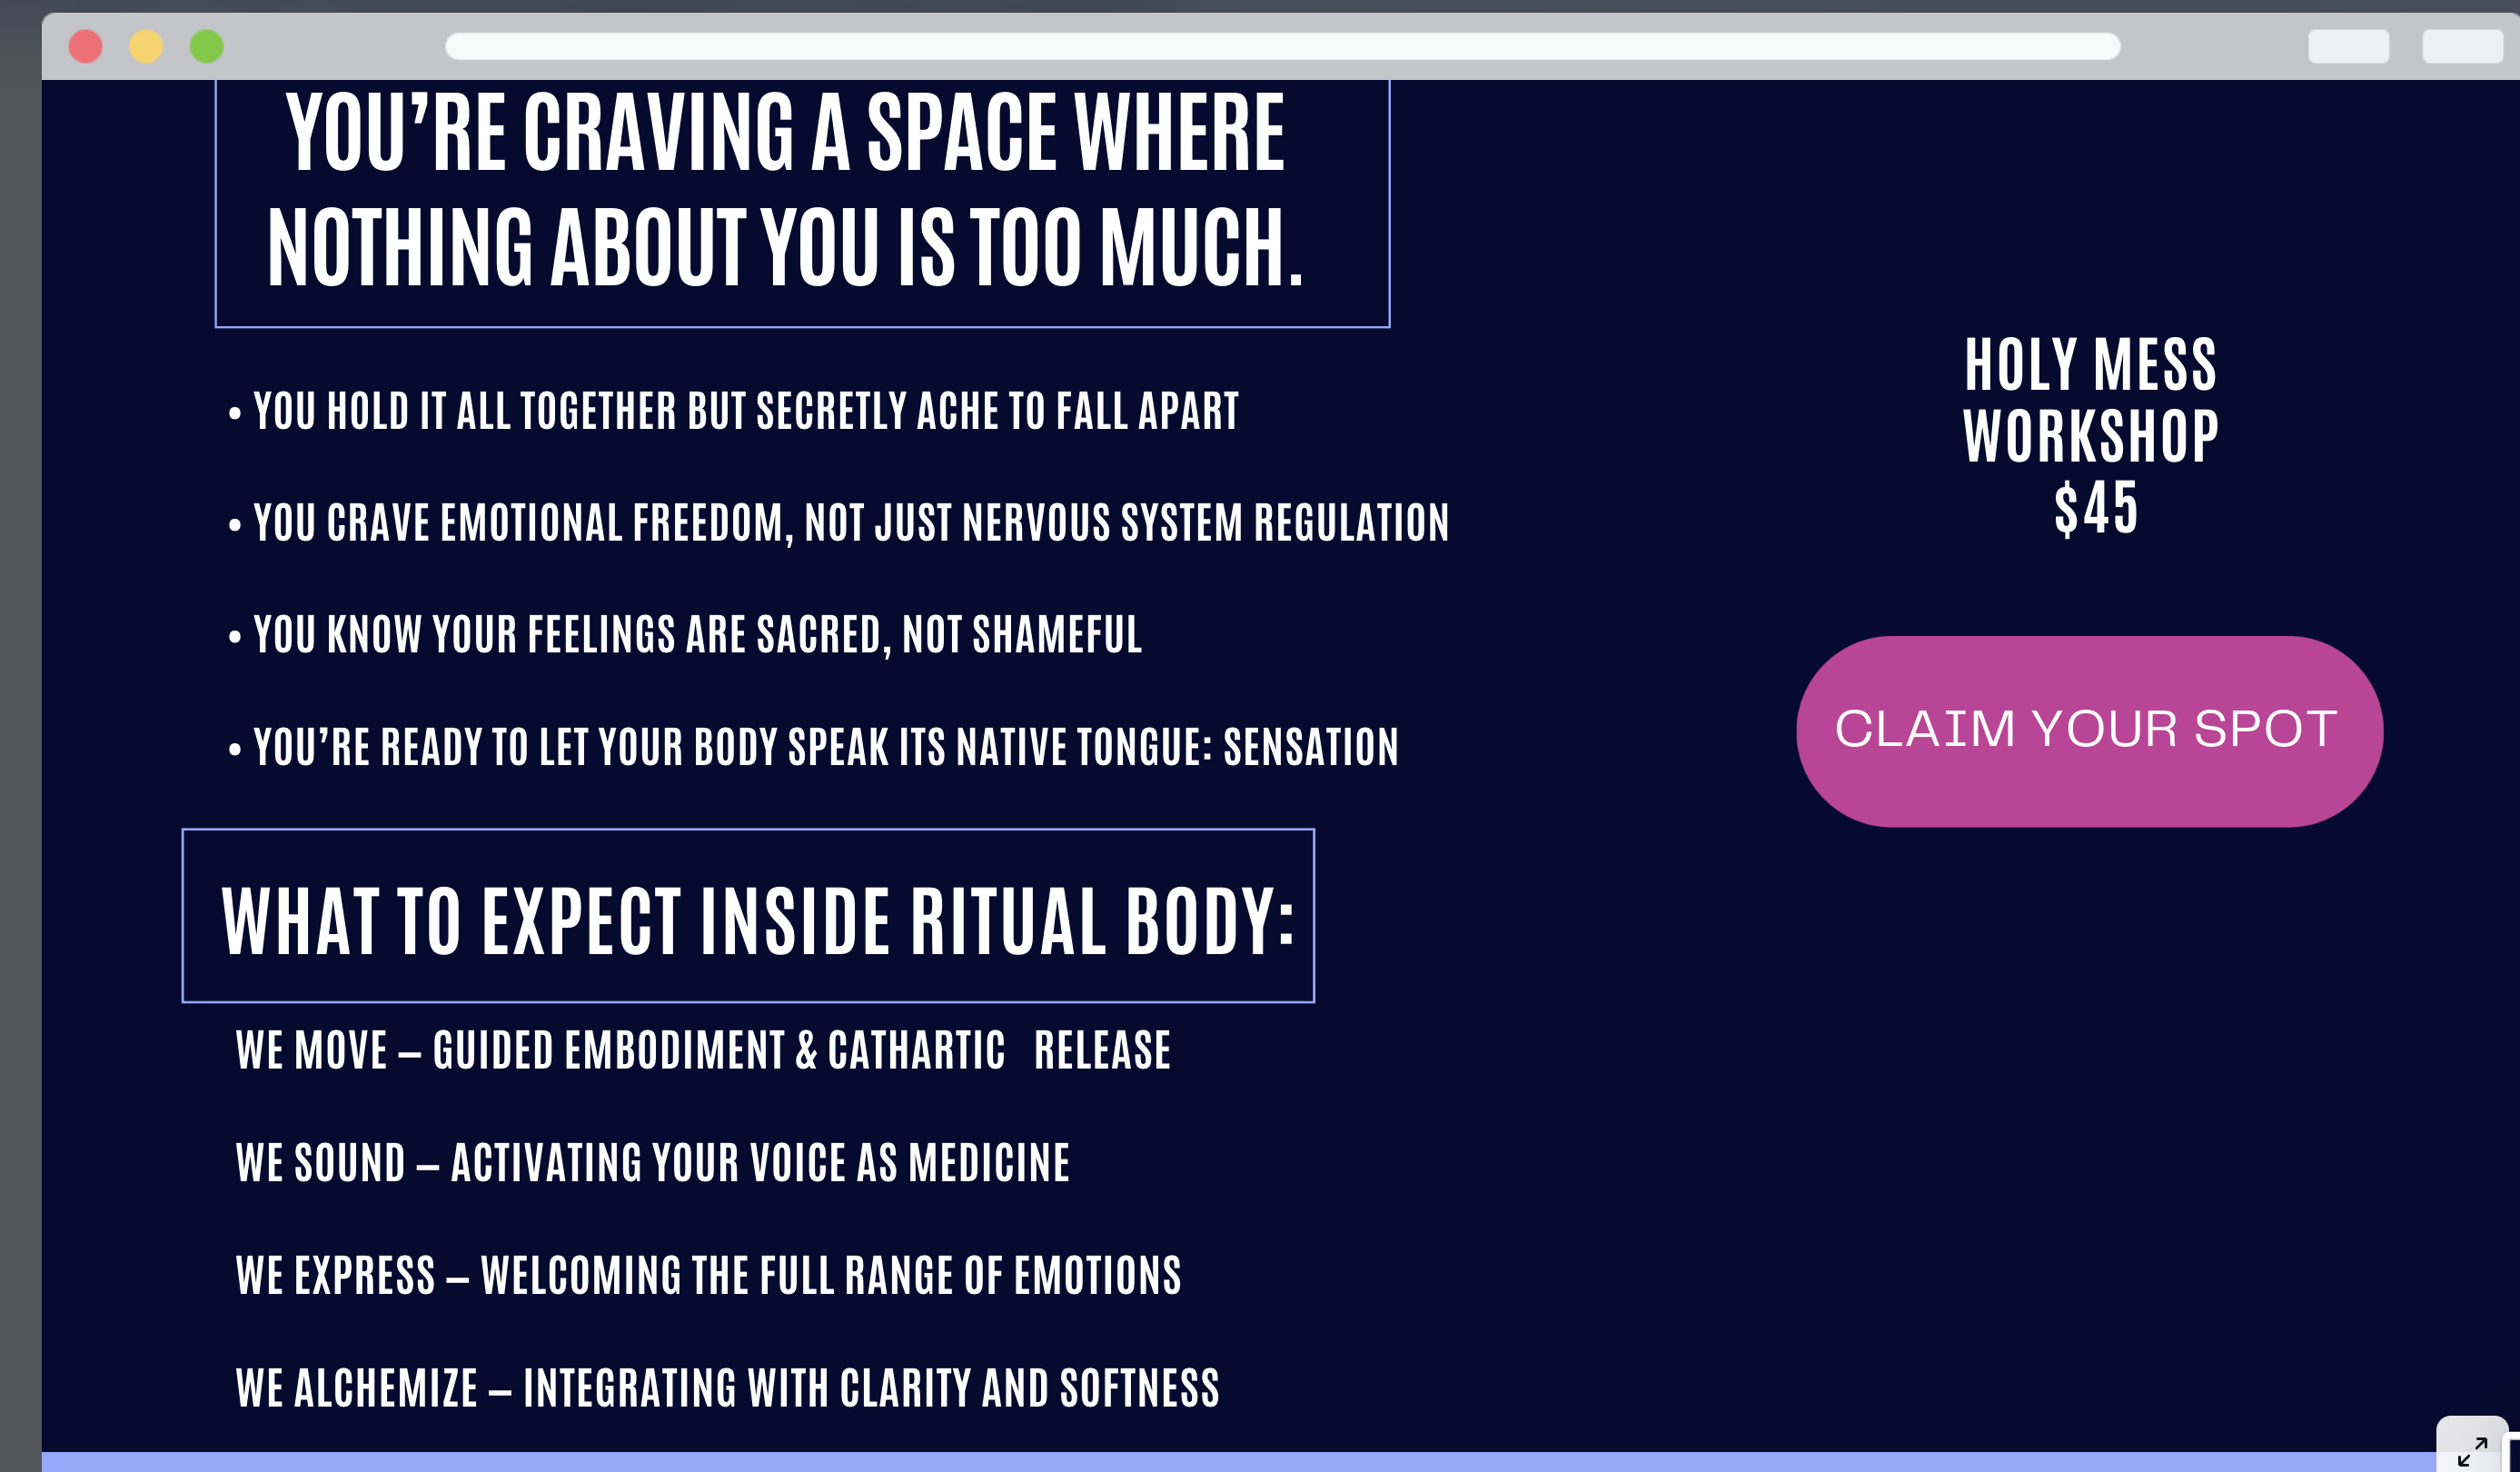 YOU’RE CRAVING A SPACE WHERE
NOTHING ABOUT YOU IS TOO MUCH.
• YOU HOLD IT ALL TOGETHER BUT SECRETLY ACHE TO FALL APART
• YOU CRAVE EMOTIONAL FREEDOM, NOT JUST NERVOUS SYSTEM REGULATION
• YOU KNOW YOUR FEELINGS ARE SACRED, NOT SHAMEFUL
• YOU’RE READY TO LET YOUR BODY SPEAK ITS NATIVE TONGUE: SENSATION
WHAT TO EXPECT INSIDE RITUAL BODY:
WE MOVE – GUIDED EMBODIMENT & CATHARTIC   RELEASE
WE SOUND – ACTIVATING YOUR VOICE AS MEDICINE
WE EXPRESS – WELCOMING THE FULL RANGE OF EMOTIONS
WE ALCHEMIZE – INTEGRATING WITH CLARITY AND SOFTNESS
HOLY MESS
WORKSHOP
$45
CLAIM YOUR SPOT